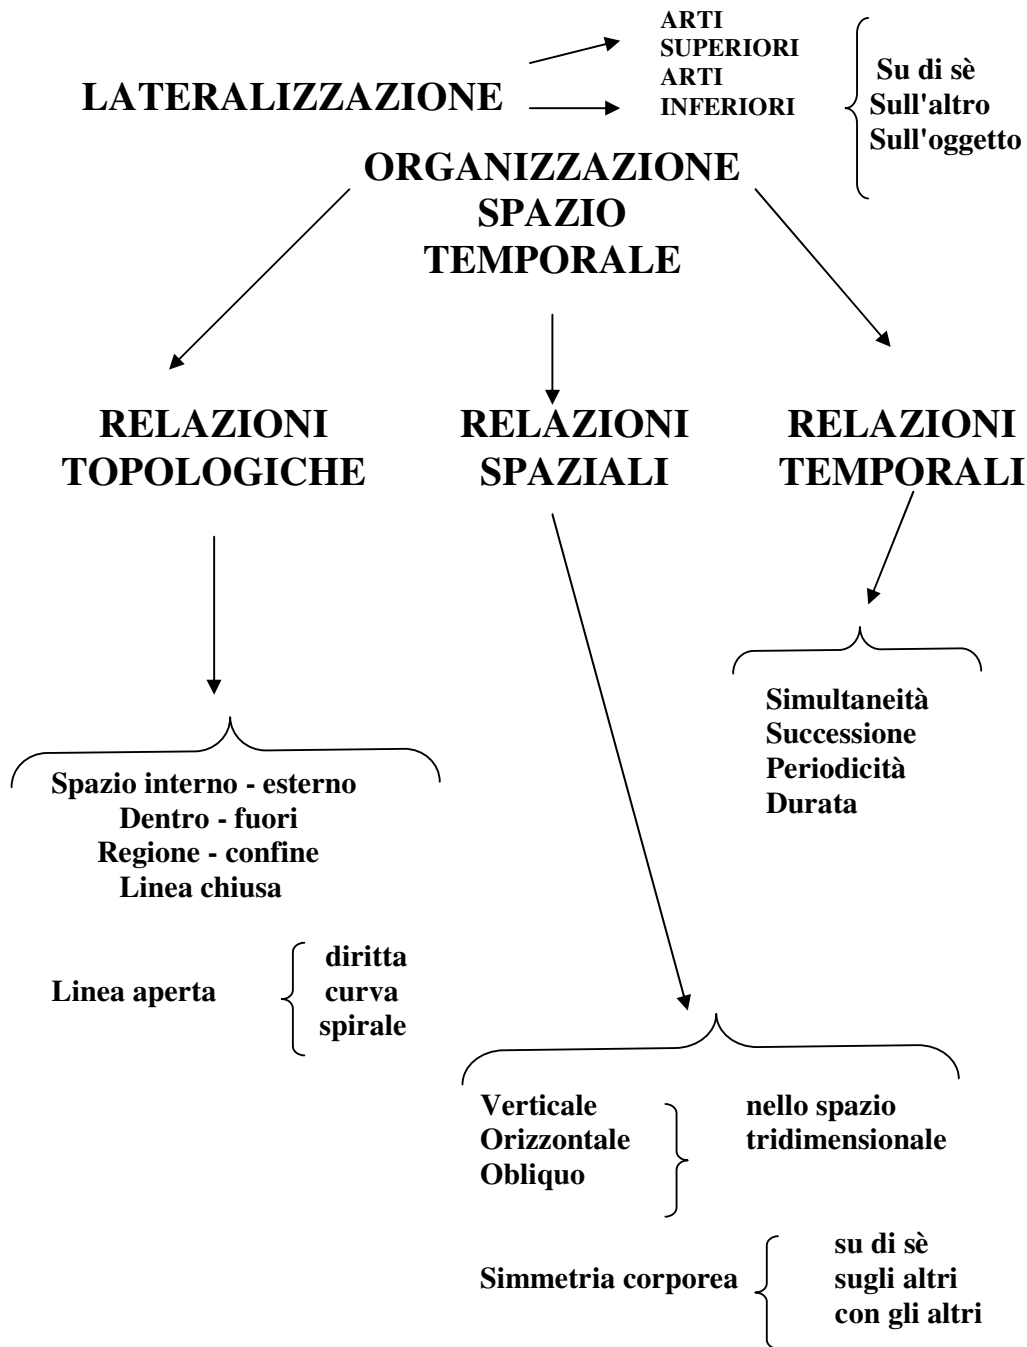 ARTI
SUPERIORI
ARTI
INFERIORI
LATERALIZZAZIONE
Su di sè
Sull'altro
Sull'oggetto
ORGANIZZAZIONE
SPAZIO
TEMPORALE
RELAZIONI
TOPOLOGICHE
RELAZIONI
SPAZIALI
RELAZIONI
TEMPORALI
Simultaneità
Successione
Periodicità
Durata
Spazio interno - esterno
Dentro - fuori
Regione - confine
Linea chiusa
Linea aperta
diritta
curva
spirale
Verticale
Orizzontale
Obliquo
nello spazio
tridimensionale
Simmetria corporea
su di sè
sugli altri
con gli altri